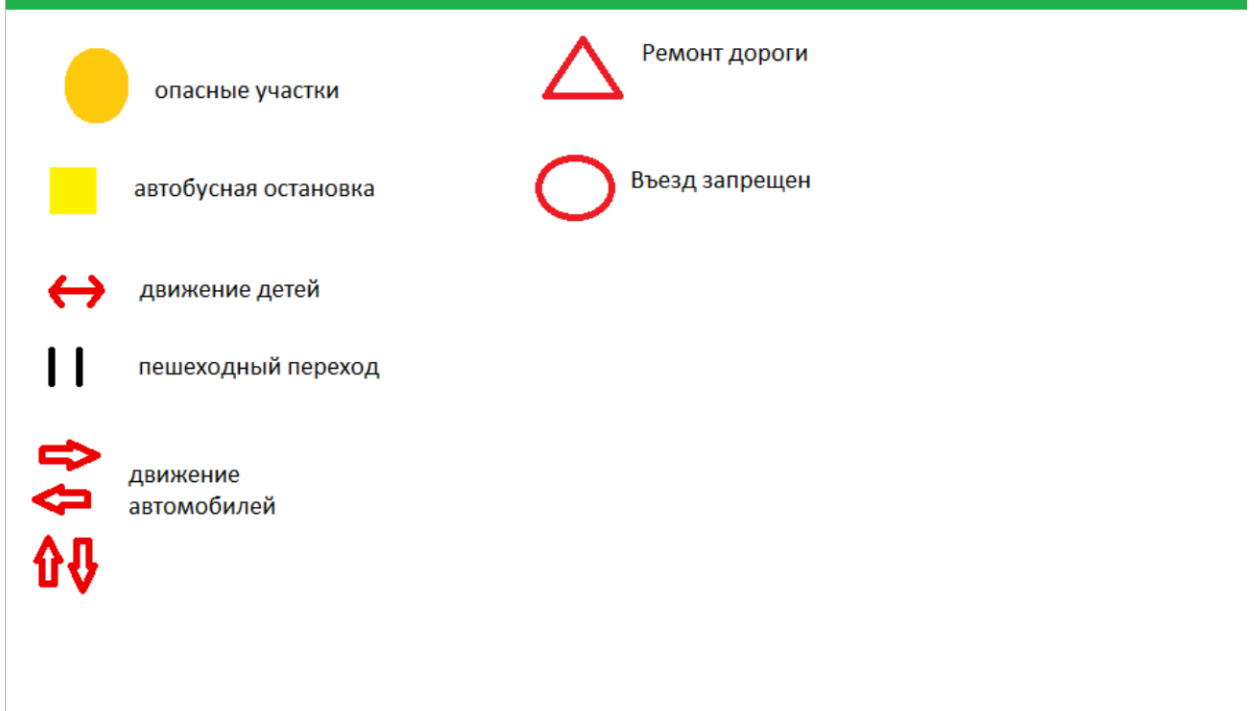 опасные участки
автобусная остановка
движение детей
пешеходный переход
движение
автомобилей
Ремонт дороги
Въезд запрещен